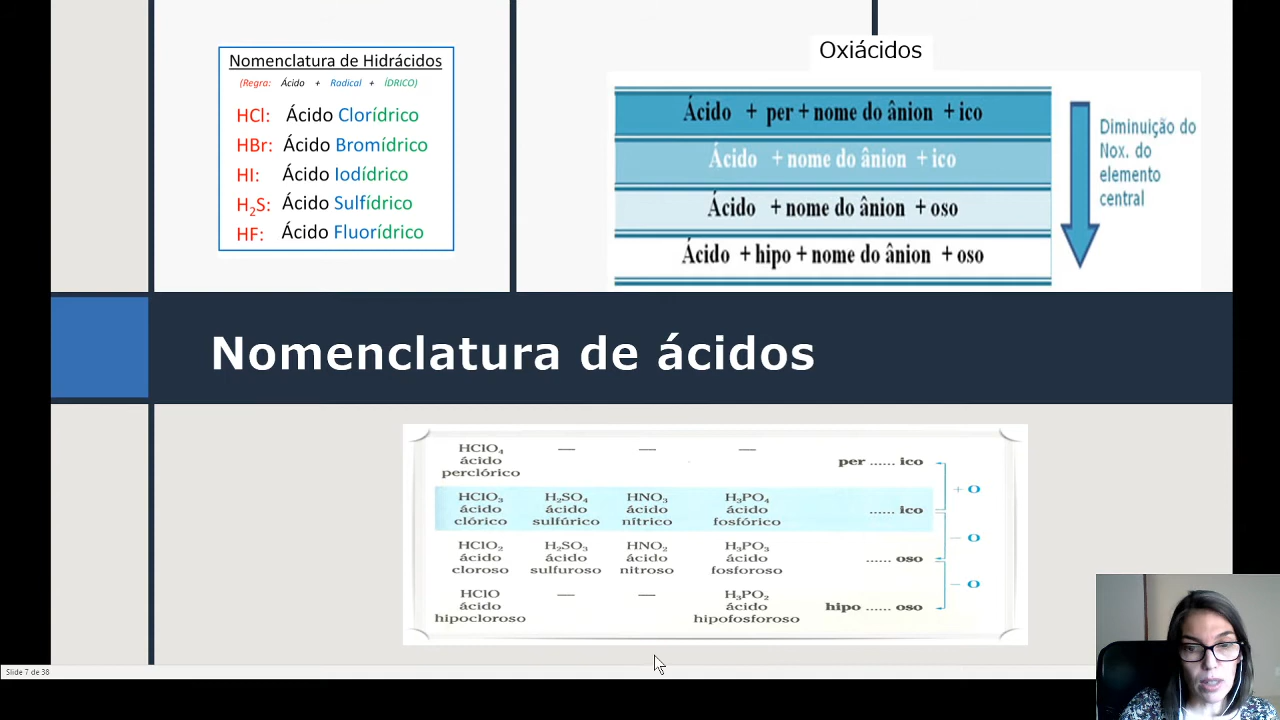 Nomenclatura de Hidrácidos
(Regra: Ácido + Radical + ÍDRICO)
HCl: Ácido Clorídrico
HBr: Ácido Bromídrico
HI: Ácido Iodídrico
H₂S: Ácido Sulfídrico
HF: Ácido Fluorídrico
Oxiácidos
Ácido + per + nome do ânion + ico
Ácido + nome do ânion + ico
Ácido + nome do ânion + oso
Ácido + hipo + nome do ânion + oso
Diminuição do
Nox. do
elemento
central
Nomenclatura de ácidos
HClO₄ — — —
ácido
perclórico
per ...... ico
+ O
HClO₃ H₂SO₄ HNO₃ H₃PO₄
ácido ácido ácido ácido
clórico sulfúrico nítrico fosfórico
...... ico
— O
HClO₂ H₂SO₃ HNO₂ H₃PO₃
ácido ácido ácido ácido
cloroso sulfuroso nitroso fosforoso
...... oso
— O
HClO — — H₃PO₂
ácido ácido
hipocloroso hipofosforoso
hipo ...... oso
Slide 7 de 38